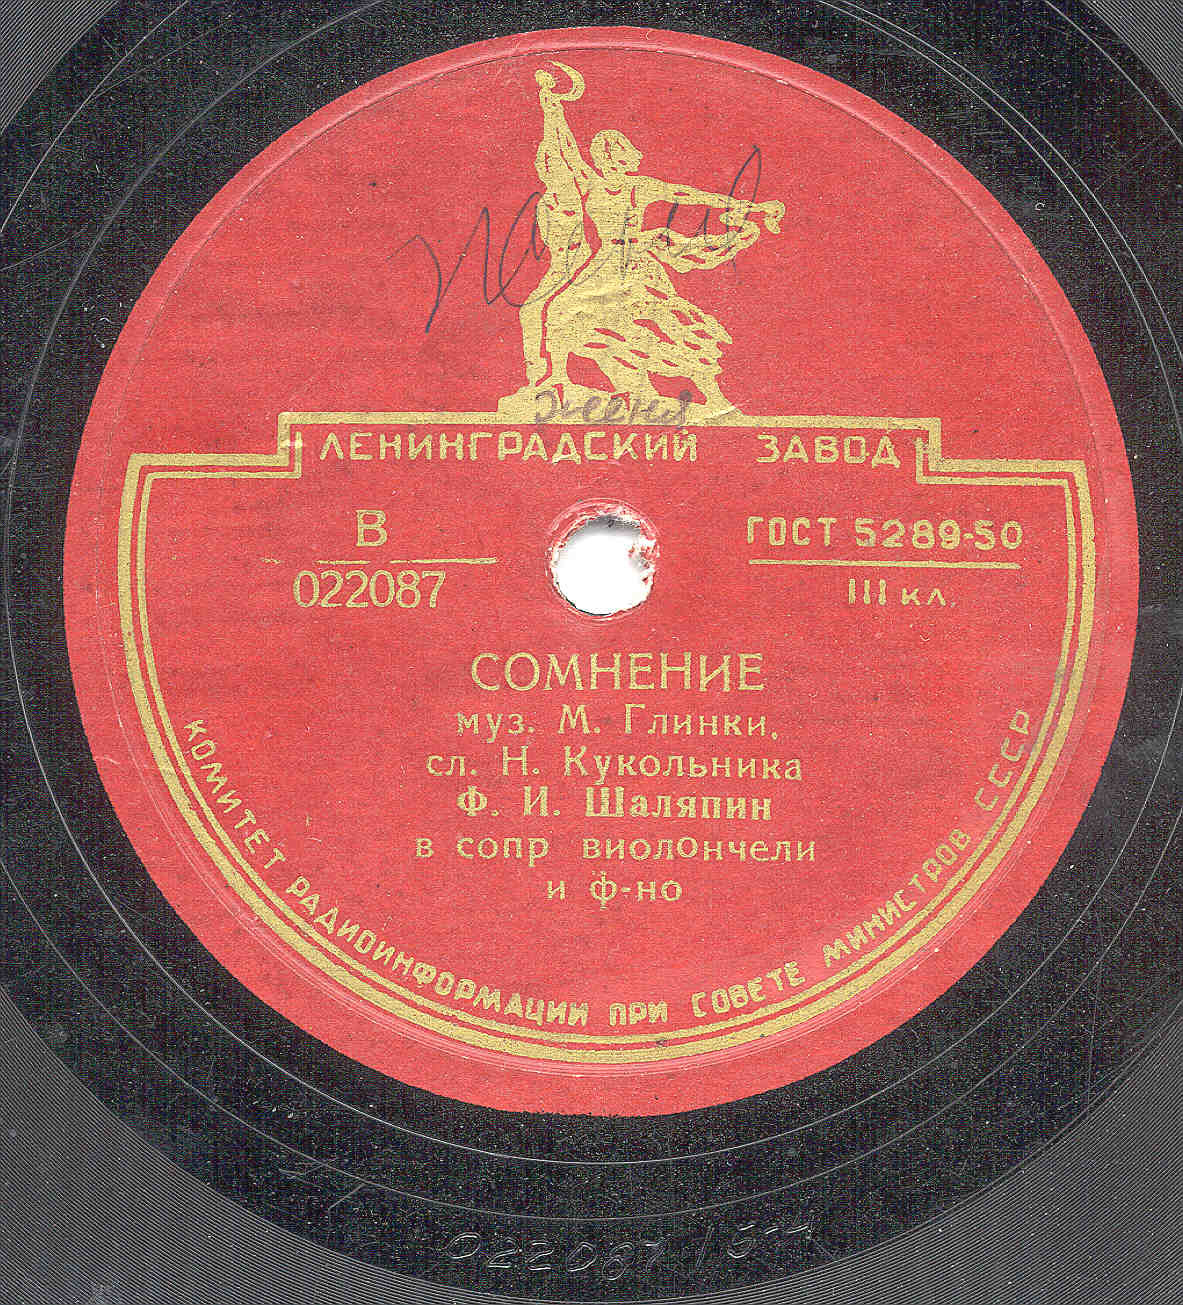 ЛЕНИНГРАДСКИЙ ЗАВОД
В
022087
ГОСТ 5289-50
III кл.
СОМНЕНИЕ
муз. М. Глинки,
сл. Н. Кукольника
Ф. И. Шаляпин
в сопр виолончели
и ф-но
КОМИТЕТ РАДИОИНФОРМАЦИИ ПРИ СОВЕТЕ МИНИСТРОВ СССР
022087